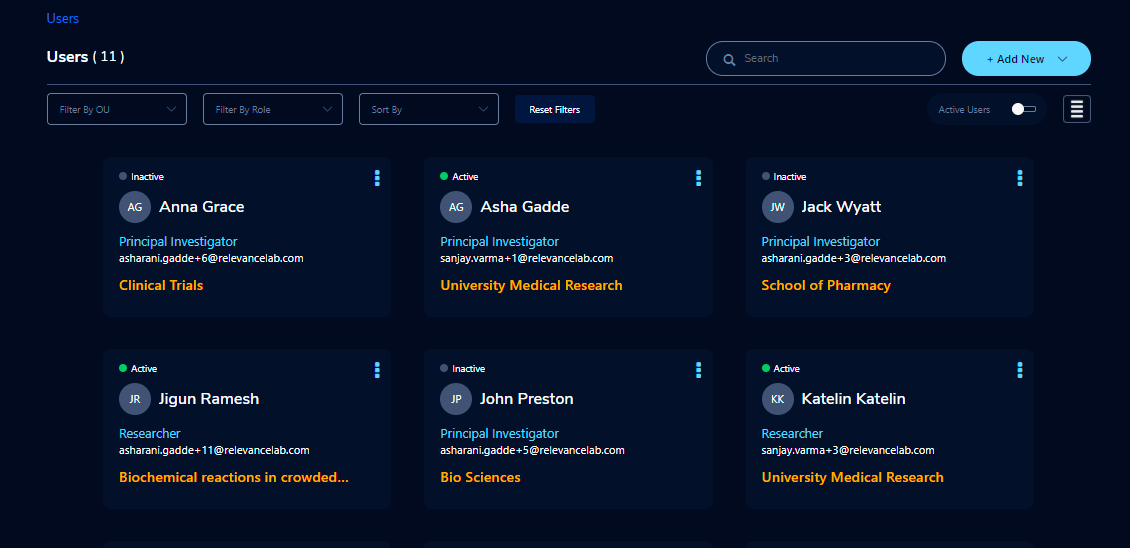 Users
Users ( 11 )
Search
+ Add New
Filter By OU
Filter By Role
Sort By
Reset Filters
Active Users
Inactive
AG Anna Grace
Principal Investigator
asharani.gadde+6@relevancelab.com
Clinical Trials
Active
AG Asha Gadde
Principal Investigator
sanjay.varma+1@relevancelab.com
University Medical Research
Inactive
JW Jack Wyatt
Principal Investigator
asharani.gadde+3@relevancelab.com
School of Pharmacy
Active
JR Jigun Ramesh
Researcher
asharani.gadde+11@relevancelab.com
Biochemical reactions in crowded...
Inactive
JP John Preston
Principal Investigator
asharani.gadde+5@relevancelab.com
Bio Sciences
Active
KK Katelin Katelin
Researcher
sanjay.varma+3@relevancelab.com
University Medical Research